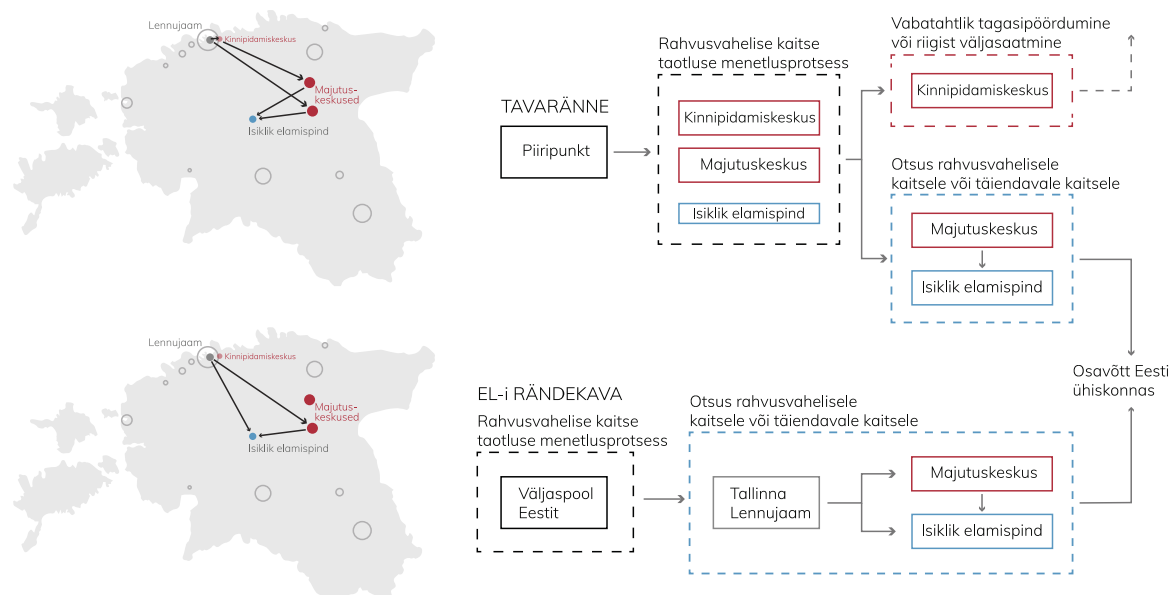 Lennujaam
Kinnipidamiskeskus
Majutus-
keskused
Isiklik elamispind
TAVARÄNNE
Piiripunkt
Rahvusvahelise kaitse
taotluse menetlusprotsess
Kinnipidamiskeskus
Majutuskeskus
Isiklik elamispind
Vabatahtlik tagasipöördumine
või riigist väljasaatmine
Kinnipidamiskeskus
Otsus rahvusvahelisele
kaitsele või täiendavale kaitsele
Majutuskeskus
Isiklik elamispind
Osavõtt Eesti
ühiskonnas
Lennujaam
Kinnipidamiskeskus
Majutus-
keskused
Isiklik elamispind
EL-i RÄNDEKAVA
Rahvusvahelise kaitse
taotluse menetlusprotsess
Väljaspool
Eestit
Otsus rahvusvahelisele
kaitsele või täiendavale kaitsele
Tallinna
Lennujaam
Majutuskeskus
Isiklik elamispind